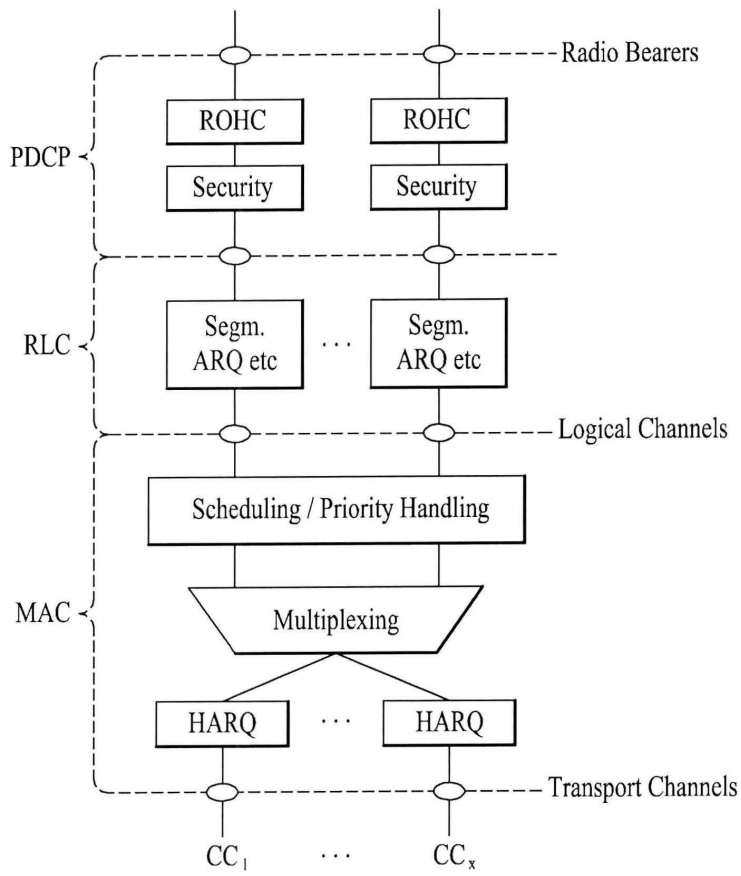 Radio Bearers
ROHC
ROHC
PDCP
Security
Security
Segm.
ARQ etc
. . .
Segm.
ARQ etc
RLC
Logical Channels
Scheduling / Priority Handling
MAC
Multiplexing
HARQ
. . .
HARQ
Transport Channels
CC₁ . . . CCₓ